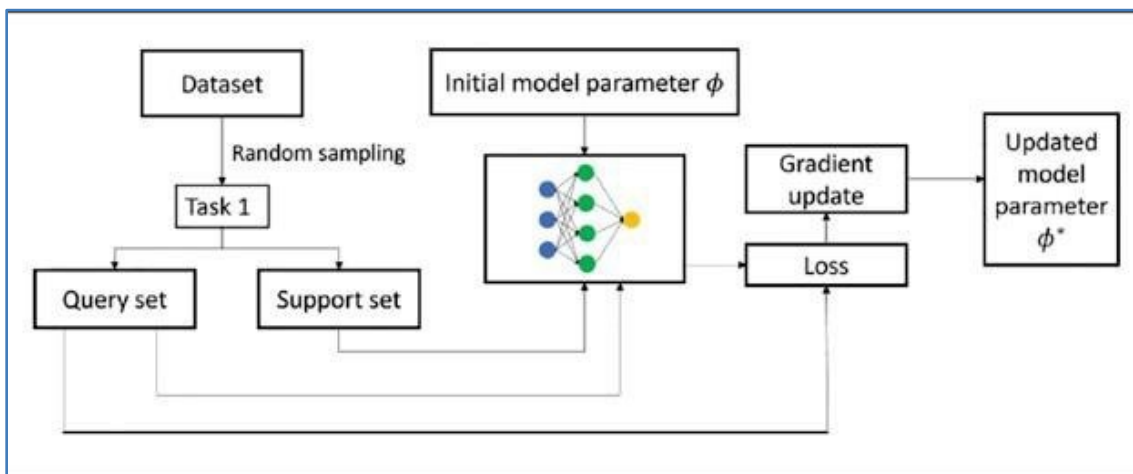 Dataset
Initial model parameter ϕ
Random sampling
Task 1
Query set
Support set
Gradient
update
Loss
Updated
model
parameter
ϕ*